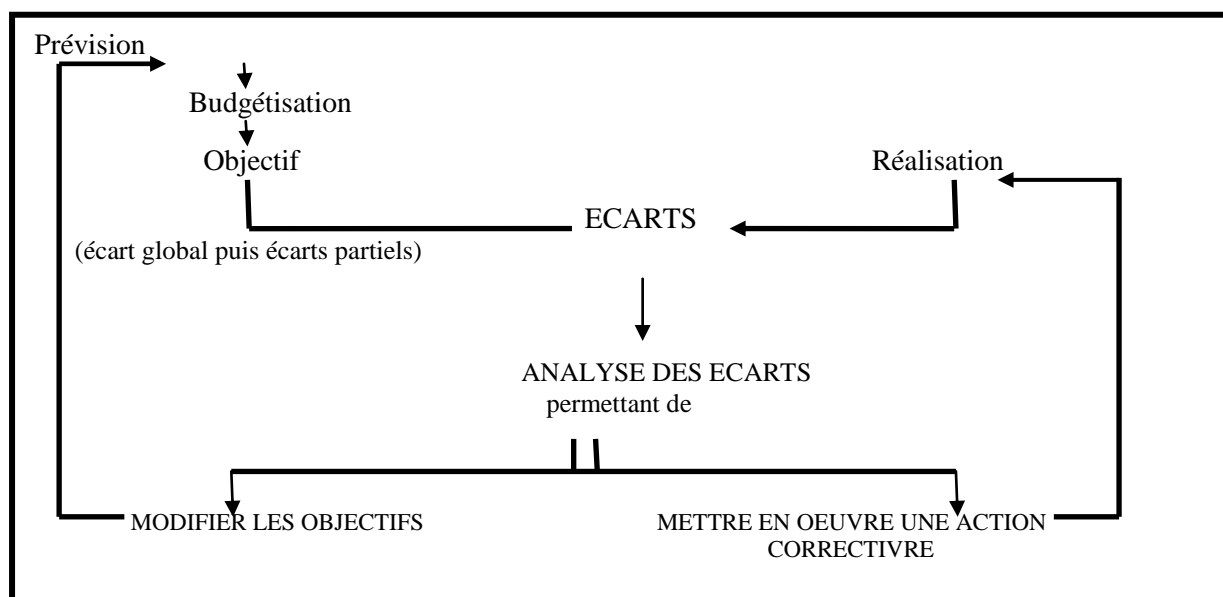 Prévision
Budgétisation
Objectif
Réalisation
ECARTS
(écart global puis écarts partiels)
ANALYSE DES ECARTS
permettant de
MODIFIER LES OBJECTIFS
METTRE EN OEUVRE UNE ACTION
CORRECTIVRE